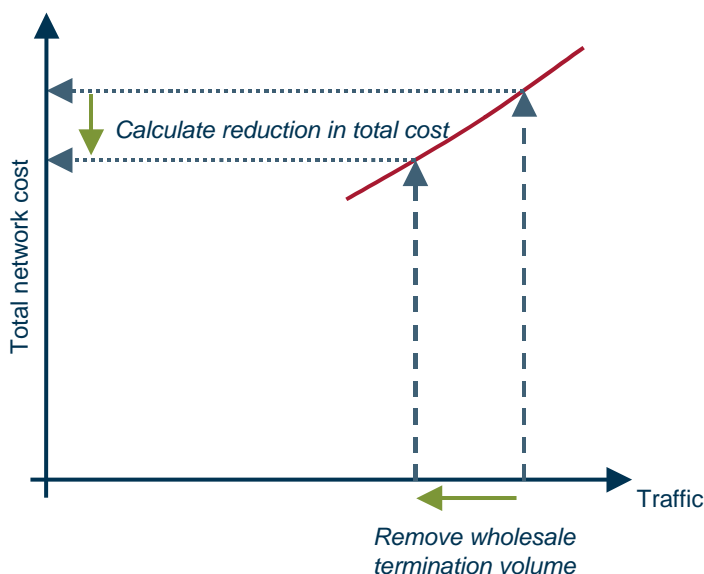 Calculate reduction in total cost
Total network cost
Traffic
Remove wholesale
termination volume